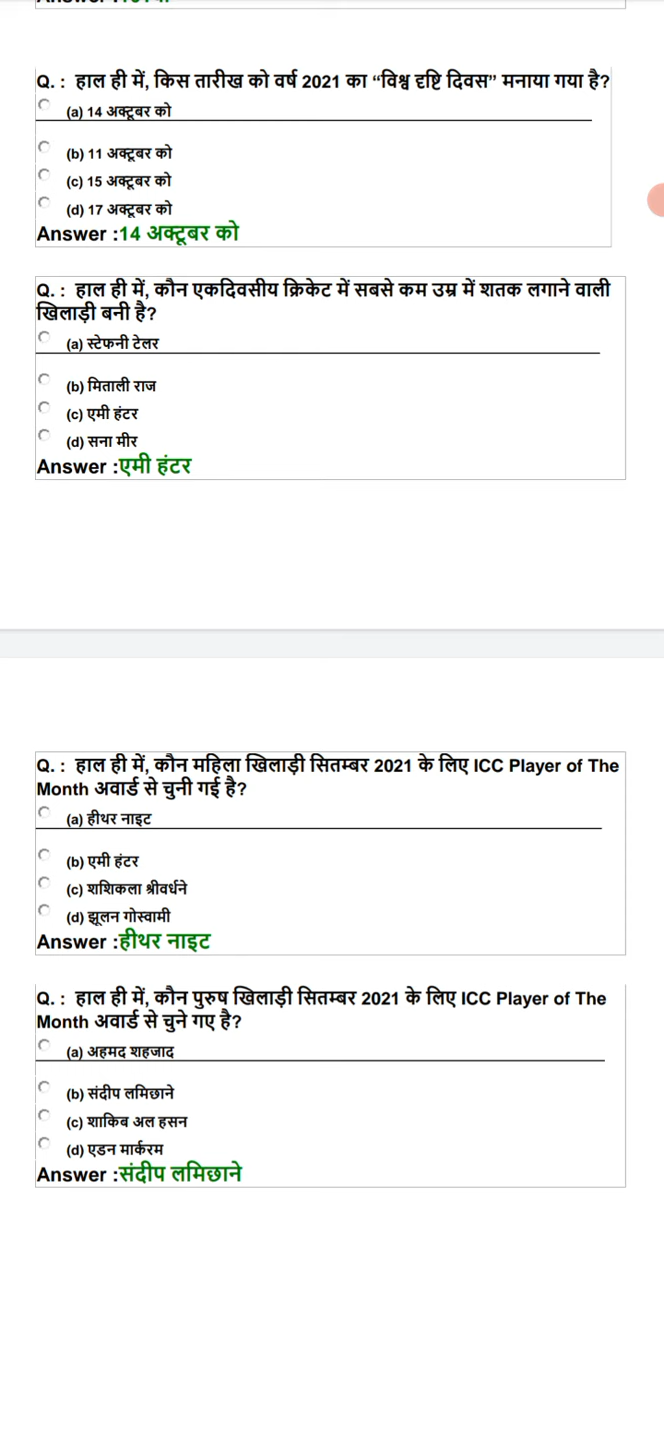 Q. : हाल ही में, किस तारीख को वर्ष 2021 का “विश्व दृष्टि दिवस” मनाया गया है?
(a) 14 अक्टूबर को
(b) 11 अक्टूबर को
(c) 15 अक्टूबर को
(d) 17 अक्टूबर को
Answer :14 अक्टूबर को
Q. : हाल ही में, कौन एकदिवसीय क्रिकेट में सबसे कम उम्र में शतक लगाने वाली
खिलाड़ी बनी है?
(a) स्टेफनी टेलर
(b) मिताली राज
(c) एमी हंटर
(d) सना मीर
Answer :एमी हंटर
Q. : हाल ही में, कौन महिला खिलाड़ी सितम्बर 2021 के लिए ICC Player of The
Month अवार्ड से चुनी गई है?
(a) हीथर नाइट
(b) एमी हंटर
(c) शशिकला श्रीवर्धने
(d) झूलन गोस्वामी
Answer :हीथर नाइट
Q. : हाल ही में, कौन पुरुष खिलाड़ी सितम्बर 2021 के लिए ICC Player of The
Month अवार्ड से चुने गए है?
(a) अहमद शहजाद
(b) संदीप लमिछाने
(c) शाकिब अल हसन
(d) एडन मार्करम
Answer :संदीप लमिछाने